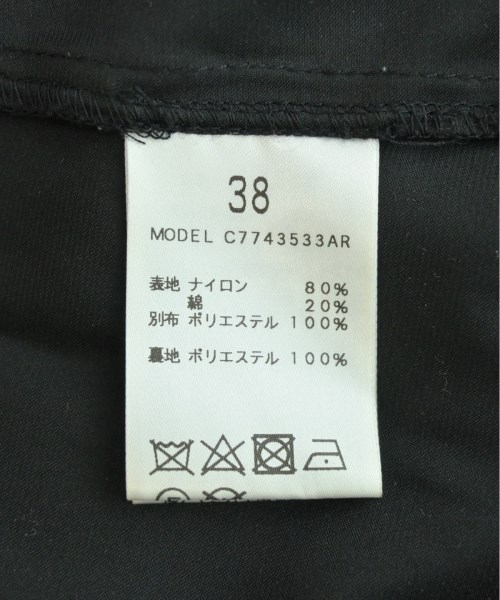 38
MODEL C7743533AR
表地 ナイロン 80%
綿 20%
別布 ポリエステル 100%
裏地 ポリエステル 100%